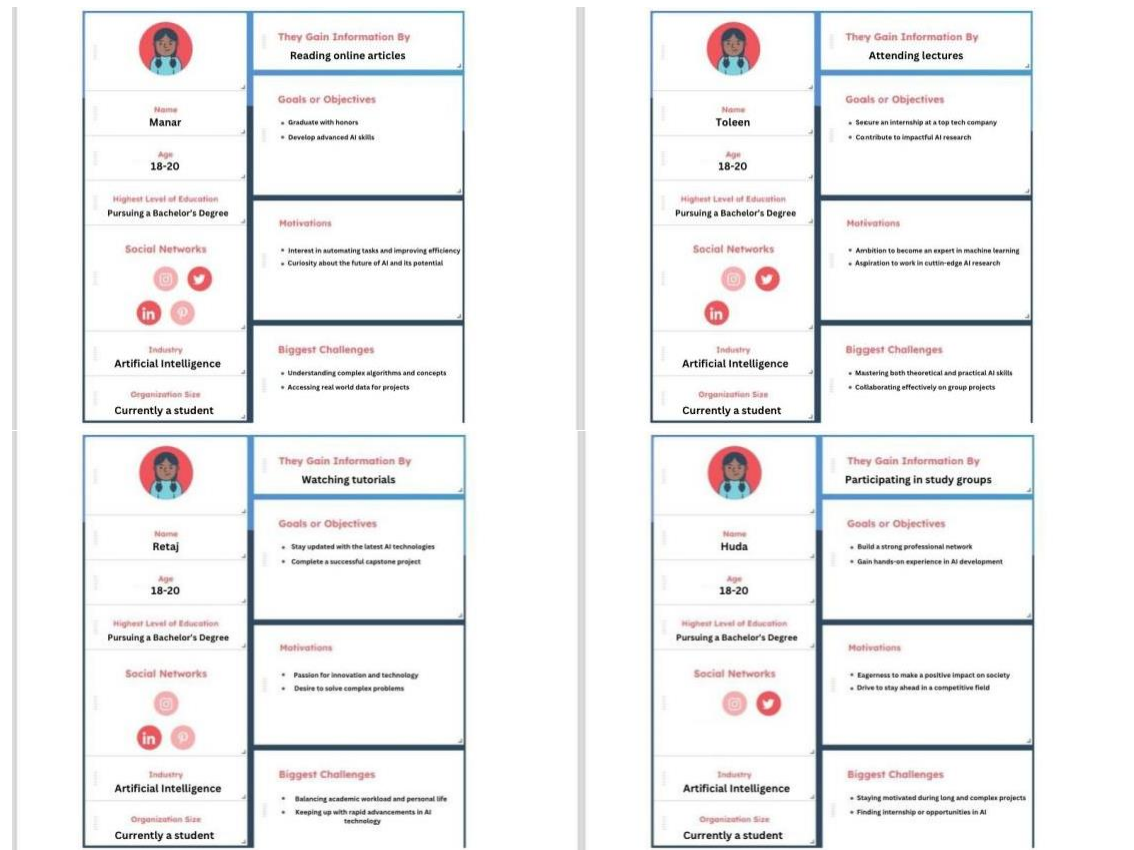 They Gain Information By
Reading online articles
Name
Manar
Age
18-20
Highest Level of Education
Pursuing a Bachelor's Degree
Social Networks
in
Industry
Artificial Intelligence
Organization Size
Currently a student
Goals or Objectives
Graduate with honors
Develop advanced AI skills
Motivations
Interest in automating tasks and improving efficiency
Curiosity about the future of AI and its potential
Biggest Challenges
Understanding complex algorithms and concepts
Accessing real world data for projects
They Gain Information By
Attending lectures
Name
Toleen
Age
18-20
Highest Level of Education
Pursuing a Bachelor's Degree
Social Networks
in
Industry
Artificial Intelligence
Organization Size
Currently a student
Goals or Objectives
Secure an internship at a top tech company
Contribute to impactful AI research
Motivations
Ambition to become an expert in machine learning
Aspiration to work in cuttin-edge AI research
Biggest Challenges
Mastering both theoretical and practical AI skills
Collaborating effectively on group projects
They Gain Information By
Watching tutorials
Name
Retaj
Age
18-20
Highest Level of Education
Pursuing a Bachelor's Degree
Social Networks
in
Industry
Artificial Intelligence
Organization Size
Currently a student
Goals or Objectives
Stay updated with the latest AI technologies
Complete a successful capstone project
Motivations
Passion for innovation and technology
Desire to solve complex problems
Biggest Challenges
Balancing academic workload and personal life
Keeping up with rapid advancements in AI
technology
They Gain Information By
Participating in study groups
Name
Huda
Age
18-20
Highest Level of Education
Pursuing a Bachelor's Degree
Social Networks
Industry
Artificial Intelligence
Organization Size
Currently a student
Goals or Objectives
Build a strong professional network
Gain hands-on experience in AI development
Motivations
Eagerness to make a positive impact on society
Drive to stay ahead in a competitive field
Biggest Challenges
Staying motivated during long and complex projects
Finding internship or opportunities in AI